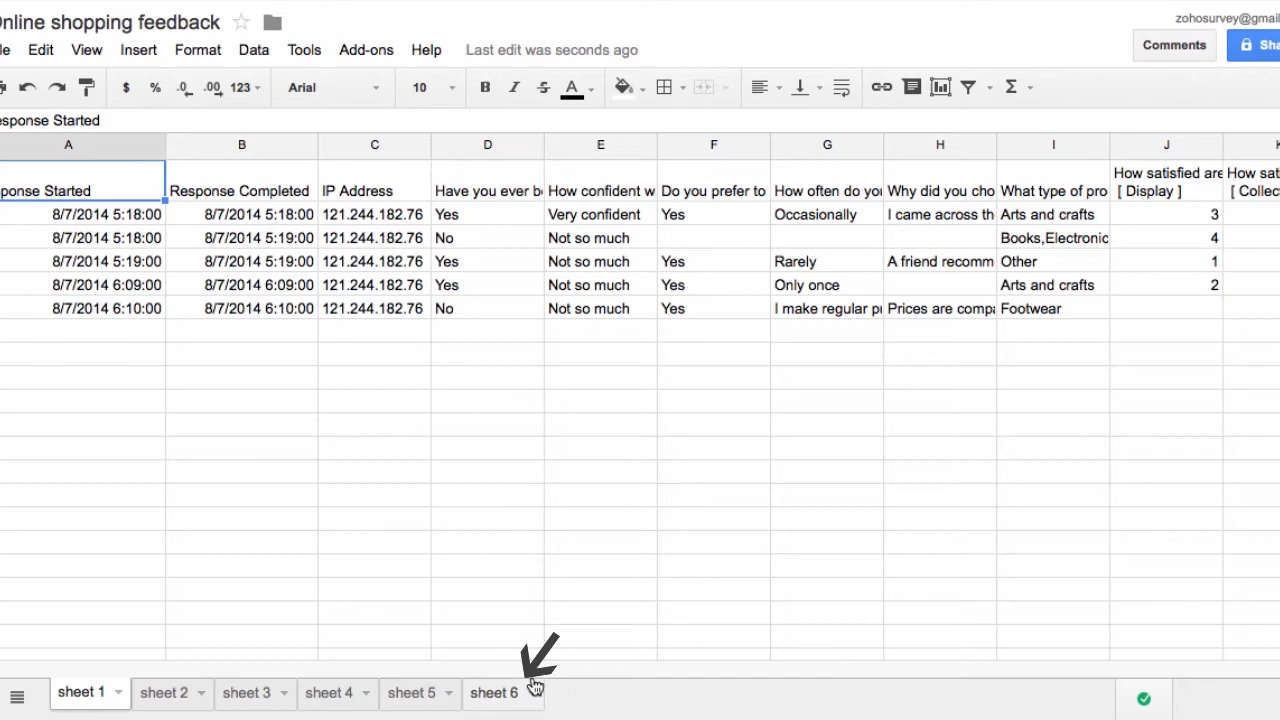 nline shopping feedback
zohosurvey@gmai
le Edit View Insert Format Data Tools Add-ons Help Last edit was seconds ago
Comments Sha
$ % .0 .00 123 Arial 10 B I S A Σ
esponse Started
A B C D E F G H I J K
ponse Started Response Completed IP Address Have you ever b How confident w Do you prefer to How often do you Why did you cho What type of pro How satisfied are [ Display ] How sat [ Collec
8/7/2014 5:18:00 8/7/2014 5:18:00 121.244.182.76 Yes Very confident Yes Occasionally I came across th Arts and crafts 3
8/7/2014 5:18:00 8/7/2014 5:19:00 121.244.182.76 No Not so much Books,Electronic 4
8/7/2014 5:19:00 8/7/2014 5:19:00 121.244.182.76 Yes Not so much Yes Rarely A friend recomm Other 1
8/7/2014 6:09:00 8/7/2014 6:09:00 121.244.182.76 Yes Not so much Yes Only once Arts and crafts 2
8/7/2014 6:10:00 8/7/2014 6:10:00 121.244.182.76 No Not so much Yes I make regular pu Prices are compa Footwear
sheet 1 sheet 2 sheet 3 sheet 4 sheet 5 sheet 6